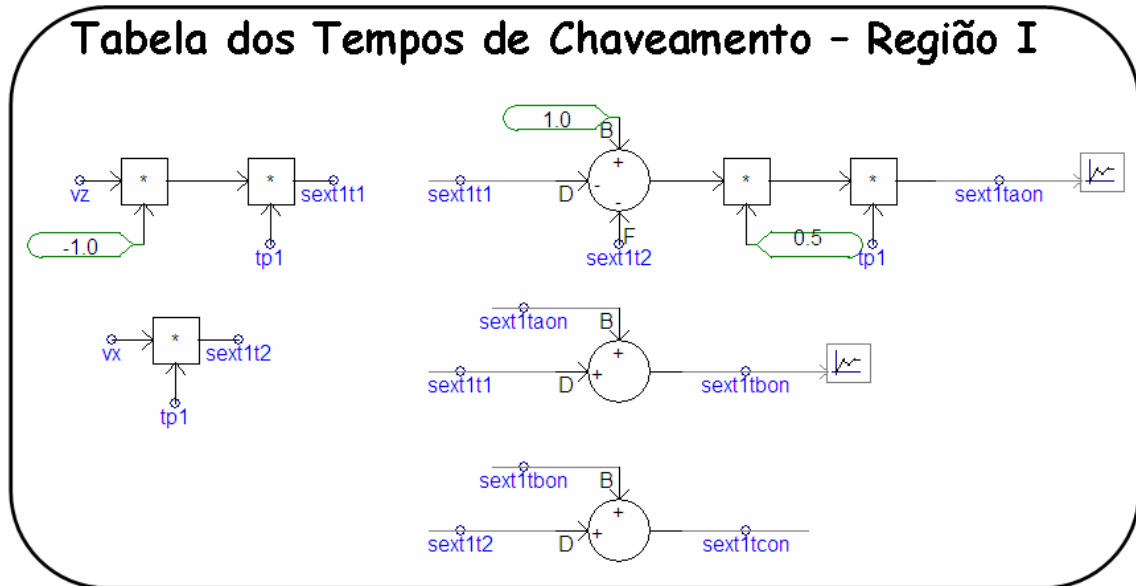 Tabela dos Tempos de Chaveamento - Região I
1.0
B
+
vz
*
*
sext1t1
sext1t1
D
-
-
*
*
sext1taon
-1.0
tp1
F
sext1t2
0.5
tp1
sext1taon
B
+
vx
*
sext1t2
sext1t1
D
+
sext1tbon
tp1
sext1tbon
B
+
sext1t2
D
+
sext1tcon